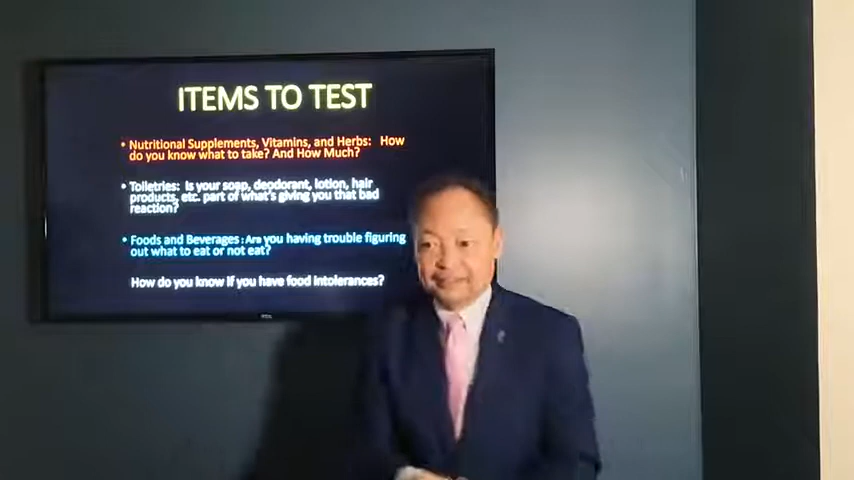 ITEMS TO TEST
• Nutritional Supplements, Vitamins, and Herbs: How
do you know what to take? And How Much?
• Toiletries: Is your soap, deodorant, lotion, hair
products, etc. part of what's giving you that bad
reaction?
• Foods and Beverages: Are you having trouble figuring
out what to eat or not eat?
How do you know if you have food intolerances?
TCL